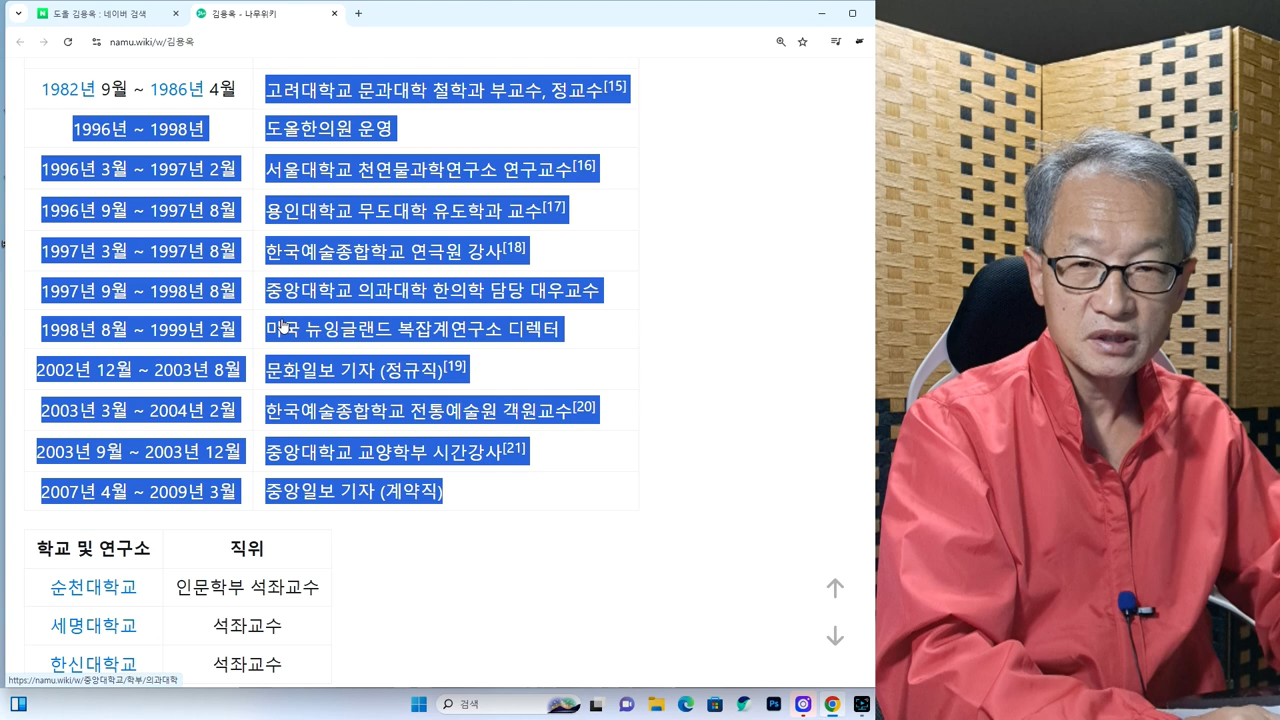 도올 김용옥 : 네이버 검색
김용옥 - 나무위키
namu.wiki/w/김용옥
1982년 9월 ~ 1986년 4월 고려대학교 문과대학 철학과 부교수, 정교수[15]
1996년 ~ 1998년 도올한의원 운영
1996년 3월 ~ 1997년 2월 서울대학교 천연물과학연구소 연구교수[16]
1996년 9월 ~ 1997년 8월 용인대학교 무도대학 유도학과 교수[17]
1997년 3월 ~ 1997년 8월 한국예술종합학교 연극원 강사[18]
1997년 9월 ~ 1998년 8월 중앙대학교 의과대학 한의학 담당 대우교수
1998년 8월 ~ 1999년 2월 미국 뉴잉글랜드 복잡계연구소 디렉터
2002년 12월 ~ 2003년 8월 문화일보 기자 (정규직)[19]
2003년 3월 ~ 2004년 2월 한국예술종합학교 전통예술원 객원교수[20]
2003년 9월 ~ 2003년 12월 중앙대학교 교양학부 시간강사[21]
2007년 4월 ~ 2009년 3월 중앙일보 기자 (계약직)
학교 및 연구소 직위
순천대학교 인문학부 석좌교수
세명대학교 석좌교수
한신대학교 석좌교수
https://namu.wiki/w/중앙대학교/학부/의과대학
검색
Ps